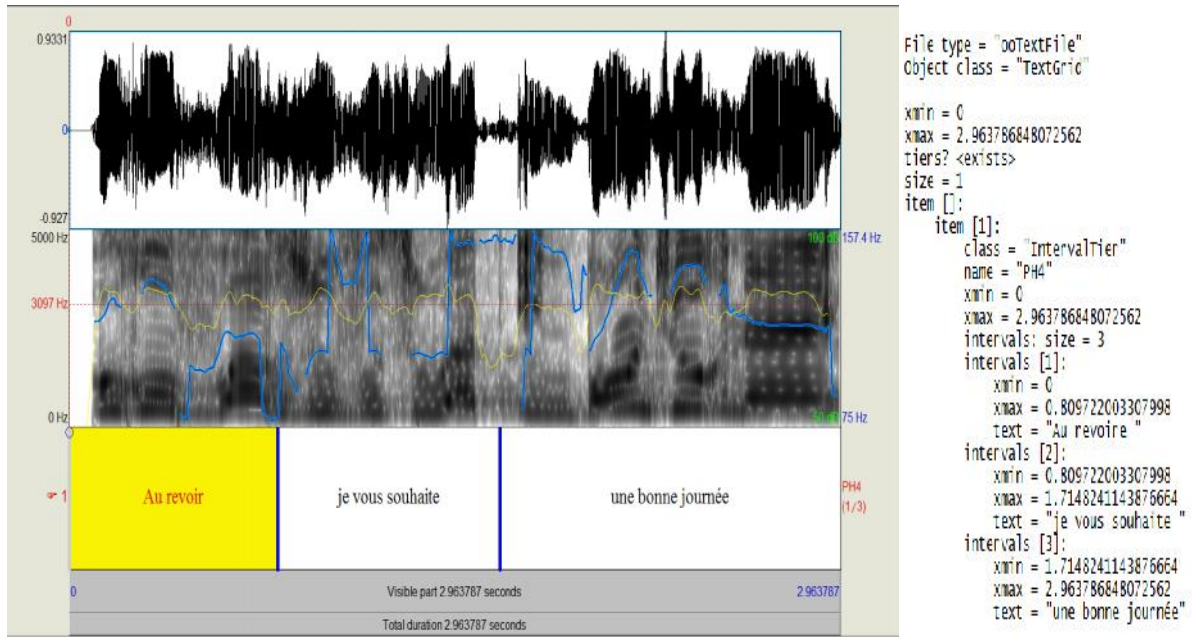 0
0.9331
0
-0.927
5000 Hz
100 dB 157.4 Hz
3097 Hz
0 Hz
50 dB 75 Hz
1
Au revoir
je vous souhaite
une bonne journée
PH4
(1/3)
0
Visible part 2.963787 seconds
2.963787
Total duration 2.963787 seconds
File type = "ooTextFile"
Object class = "TextGrid"
xmin = 0
xmax = 2.963786848072562
tiers? <exists>
size = 1
item []:
item [1]:
class = "IntervalTier"
name = "PH4"
xmin = 0
xmax = 2.963786848072562
intervals: size = 3
intervals [1]:
xmin = 0
xmax = 0.809722003307998
text = "Au revoire "
intervals [2]:
xmin = 0.809722003307998
xmax = 1.7148241143876664
text = "je vous souhaite "
intervals [3]:
xmin = 1.7148241143876664
xmax = 2.963786848072562
text = "une bonne journée"